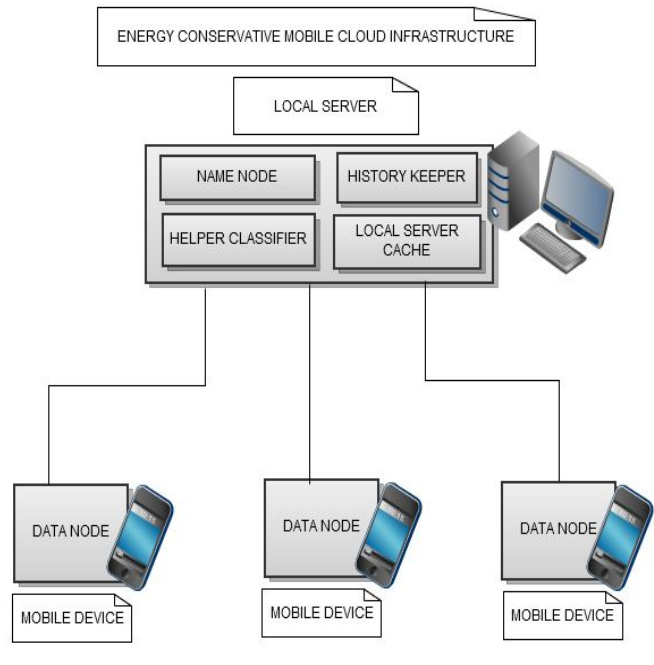 ENERGY CONSERVATIVE MOBILE CLOUD INFRASTRUCTURE
LOCAL SERVER
NAME NODE
HISTORY KEEPER
HELPER CLASSIFIER
LOCAL SERVER
CACHE
DATA NODE
DATA NODE
DATA NODE
MOBILE DEVICE
MOBILE DEVICE
MOBILE DEVICE